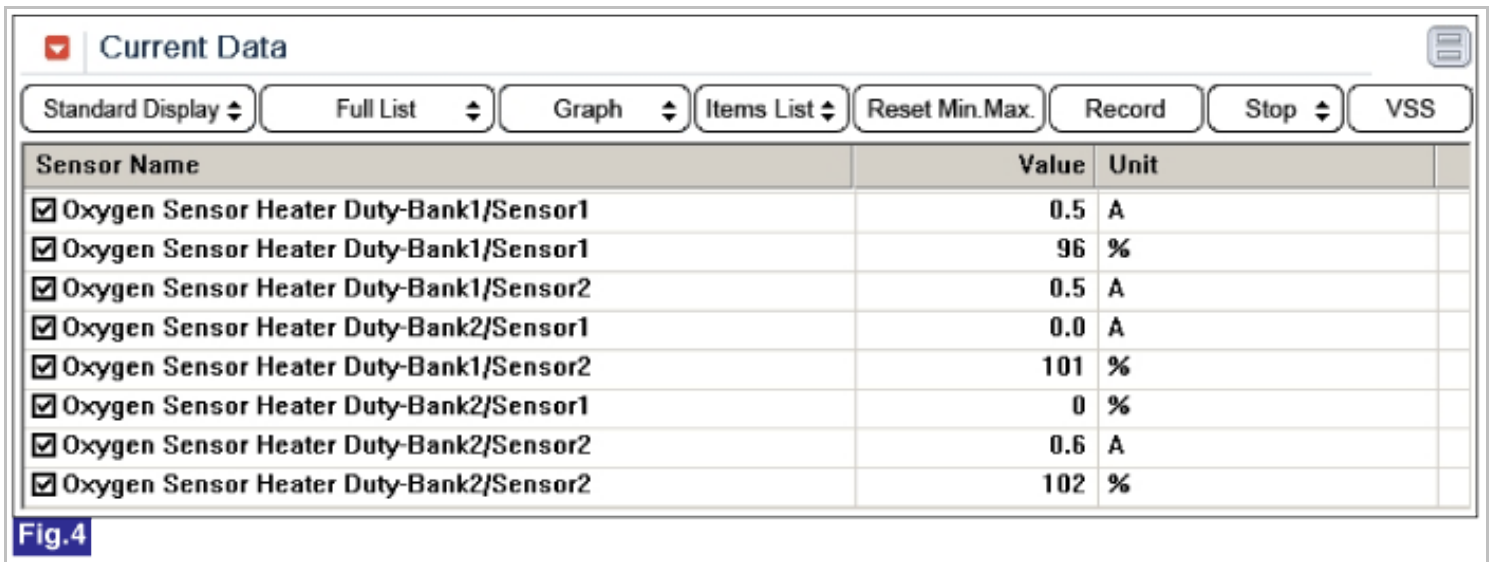 Current Data
Standard Display Full List Graph Items List Reset Min.Max. Record Stop VSS
Sensor Name Value Unit
Oxygen Sensor Heater Duty-Bank1/Sensor1 0.5 A
Oxygen Sensor Heater Duty-Bank1/Sensor1 96 %
Oxygen Sensor Heater Duty-Bank1/Sensor2 0.5 A
Oxygen Sensor Heater Duty-Bank2/Sensor1 0.0 A
Oxygen Sensor Heater Duty-Bank1/Sensor2 101 %
Oxygen Sensor Heater Duty-Bank2/Sensor1 0 %
Oxygen Sensor Heater Duty-Bank2/Sensor2 0.6 A
Oxygen Sensor Heater Duty-Bank2/Sensor2 102 %
Fig.4